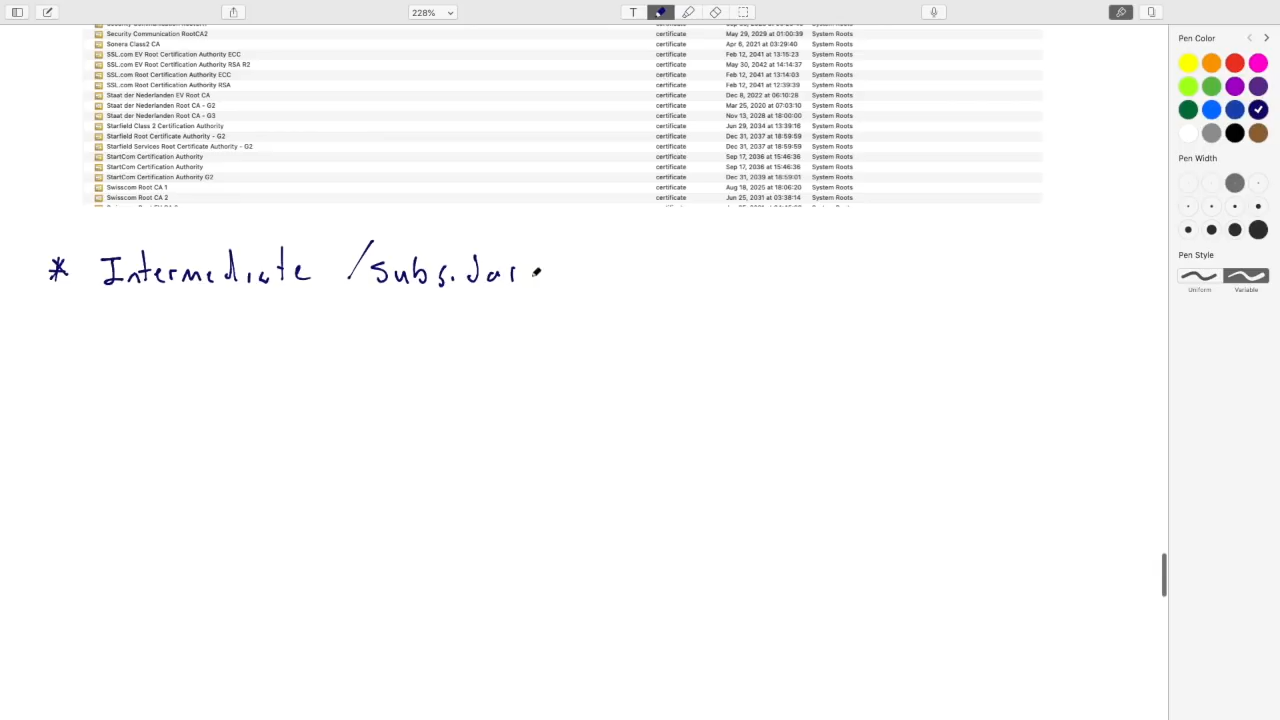 228%
T
Security Communication RootCA2 certificate May 29, 2029 at 01:00:39 System Roots
Sonera Class2 CA certificate Apr 6, 2021 at 03:29:40 System Roots
SSL.com EV Root Certification Authority ECC certificate Feb 12, 2041 at 13:15:23 System Roots
SSL.com EV Root Certification Authority RSA R2 certificate May 30, 2042 at 14:14:37 System Roots
SSL.com Root Certification Authority ECC certificate Feb 12, 2041 at 13:14:03 System Roots
SSL.com Root Certification Authority RSA certificate Feb 12, 2041 at 12:39:39 System Roots
Staat der Nederlanden EV Root CA certificate Dec 8, 2022 at 06:10:28 System Roots
Staat der Nederlanden Root CA - G2 certificate Mar 25, 2020 at 07:03:10 System Roots
Staat der Nederlanden Root CA - G3 certificate Nov 13, 2028 at 18:00:00 System Roots
Starfield Class 2 Certification Authority certificate Jun 29, 2034 at 13:39:16 System Roots
Starfield Root Certificate Authority - G2 certificate Dec 31, 2037 at 18:59:59 System Roots
Starfield Services Root Certificate Authority - G2 certificate Dec 31, 2037 at 18:59:59 System Roots
StartCom Certification Authority certificate Sep 17, 2036 at 15:46:36 System Roots
StartCom Certification Authority certificate Sep 17, 2036 at 15:46:36 System Roots
StartCom Certification Authority G2 certificate Dec 31, 2039 at 18:59:01 System Roots
Swisscom Root CA 1 certificate Aug 18, 2025 at 18:06:20 System Roots
Swisscom Root CA 2 certificate Jun 25, 2031 at 03:38:14 System Roots
* Intermediate /subsidar
Pen Color
Pen Width
Pen Style
Uniform Variable